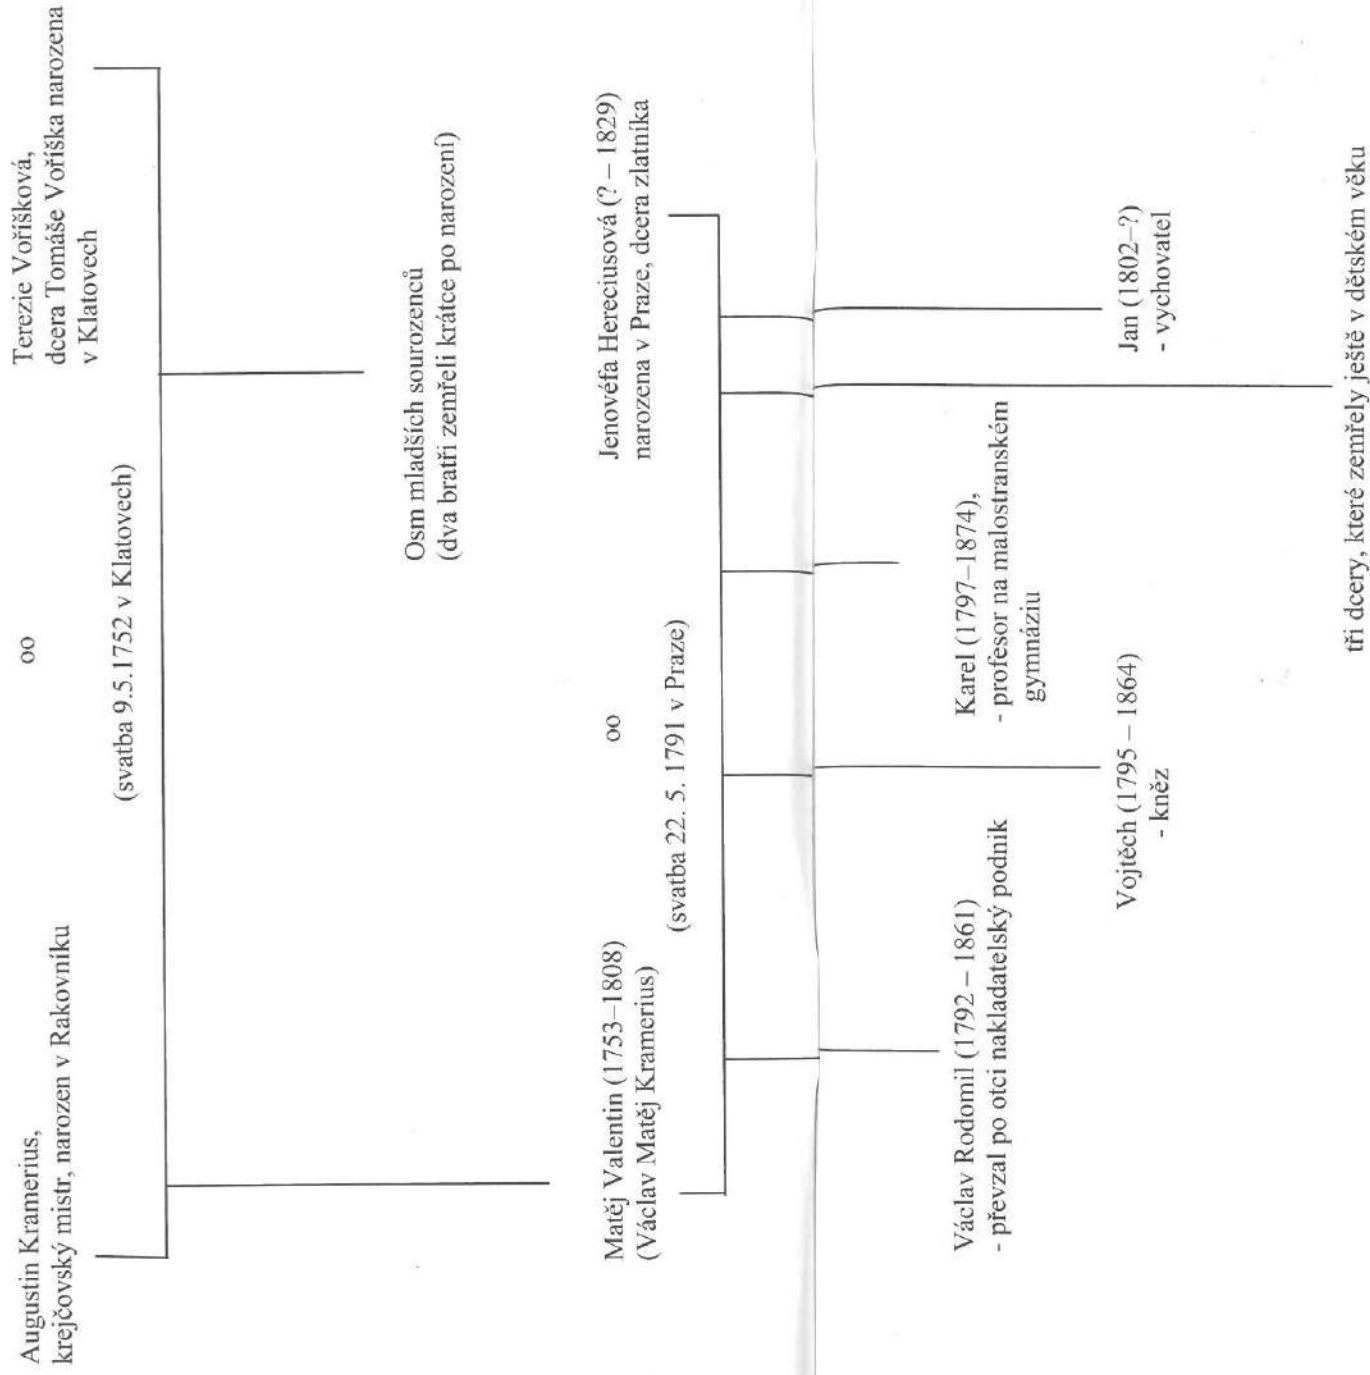 Augustin Kramerius,
krejčovský mistr, narozen v Rakovníku
oo
Terezie Voříšková,
dcera Tomáše Voříška narozena
v Klatovech
(svatba 9.5.1752 v Klatovech)
Osm mladších sourozenců
(dva bratři zemřeli krátce po narození)
Matěj Valentin (1753–1808)
(Václav Matěj Kramerius)
oo
Jenovéfa Hereciusová (? – 1829)
narozena v Praze, dcera zlatníka
(svatba 22. 5. 1791 v Praze)
Václav Rodomil (1792 – 1861)
- převzal po otci nakladatelský podnik
Karel (1797–1874),
- profesor na malostranském
gymnáziu
Vojtěch (1795 – 1864)
- kněz
Jan (1802–?)
- vychovatel
tři dcery, které zemřely ještě v dětském věku